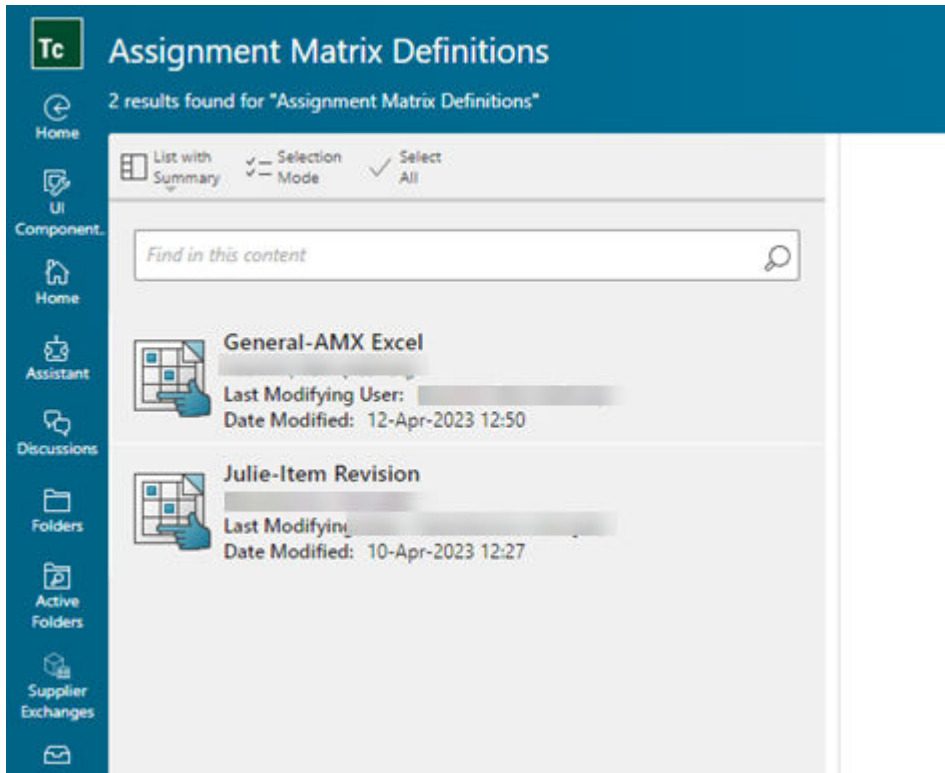 Tc
Assignment Matrix Definitions
2 results found for "Assignment Matrix Definitions"
Home
UI
Component..
Home
Assistant
Discussions
Folders
Active
Folders
Supplier
Exchanges
List with
Summary
Selection
Mode
Select
All
Find in this content
General-AMX Excel
Last Modifying User:
Date Modified: 12-Apr-2023 12:50
Julie-Item Revision
Last Modifying
Date Modified: 10-Apr-2023 12:27